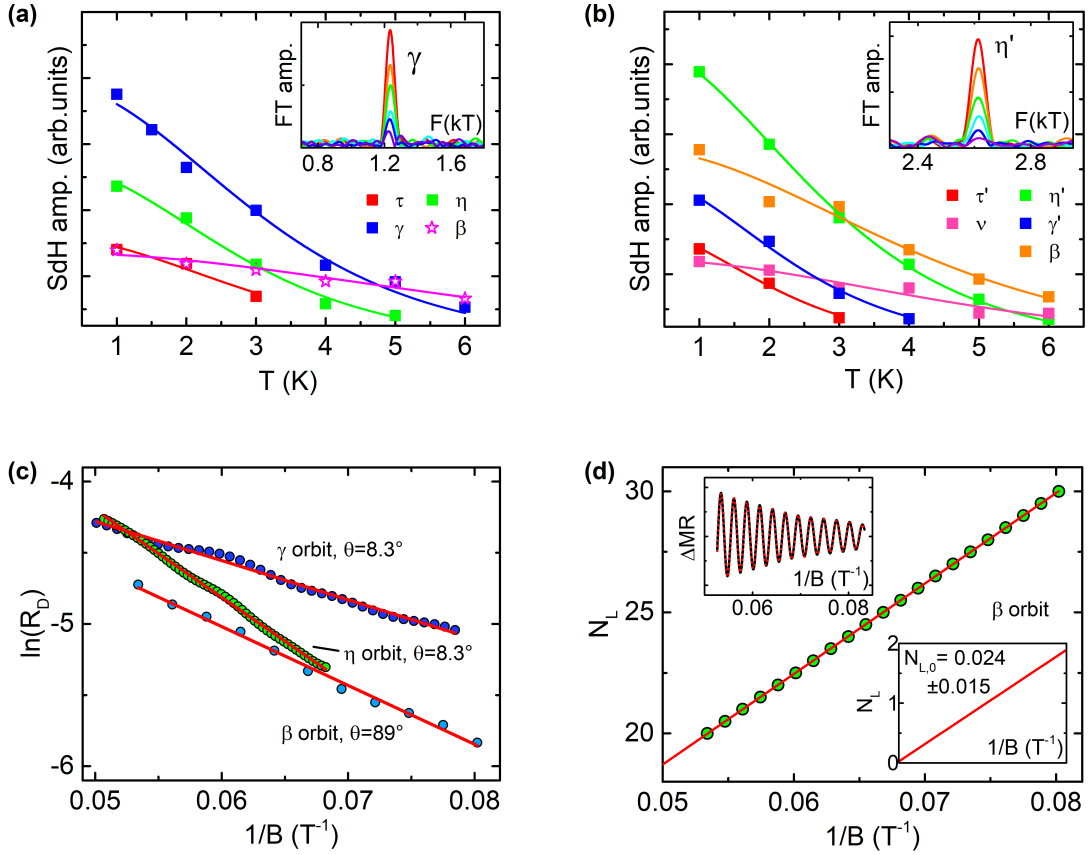 (a)
SdH amp. (arb.units)
FT amp.
γ
F(kT)
0.8 1.2 1.6
τ η
γ β
1 2 3 4 5 6
T (K)
(b)
SdH amp. (arb.units)
FT amp.
η'
F(kT)
2.4 2.8
τ' η'
ν γ'
β
1 2 3 4 5 6
T (K)
(c)
-4
-5
-6
ln(R_D)
γ orbit, θ=8.3°
η orbit, θ=8.3°
β orbit, θ=89°
0.05 0.06 0.07 0.08
1/B (T⁻¹)
(d)
30
25
20
N_L
ΔMR
1/B (T⁻¹)
0.06 0.08
β orbit
2
1
0
N_L
N_L,0 = 0.024
±0.015
1/B (T⁻¹)
0.05 0.06 0.07 0.08
1/B (T⁻¹)